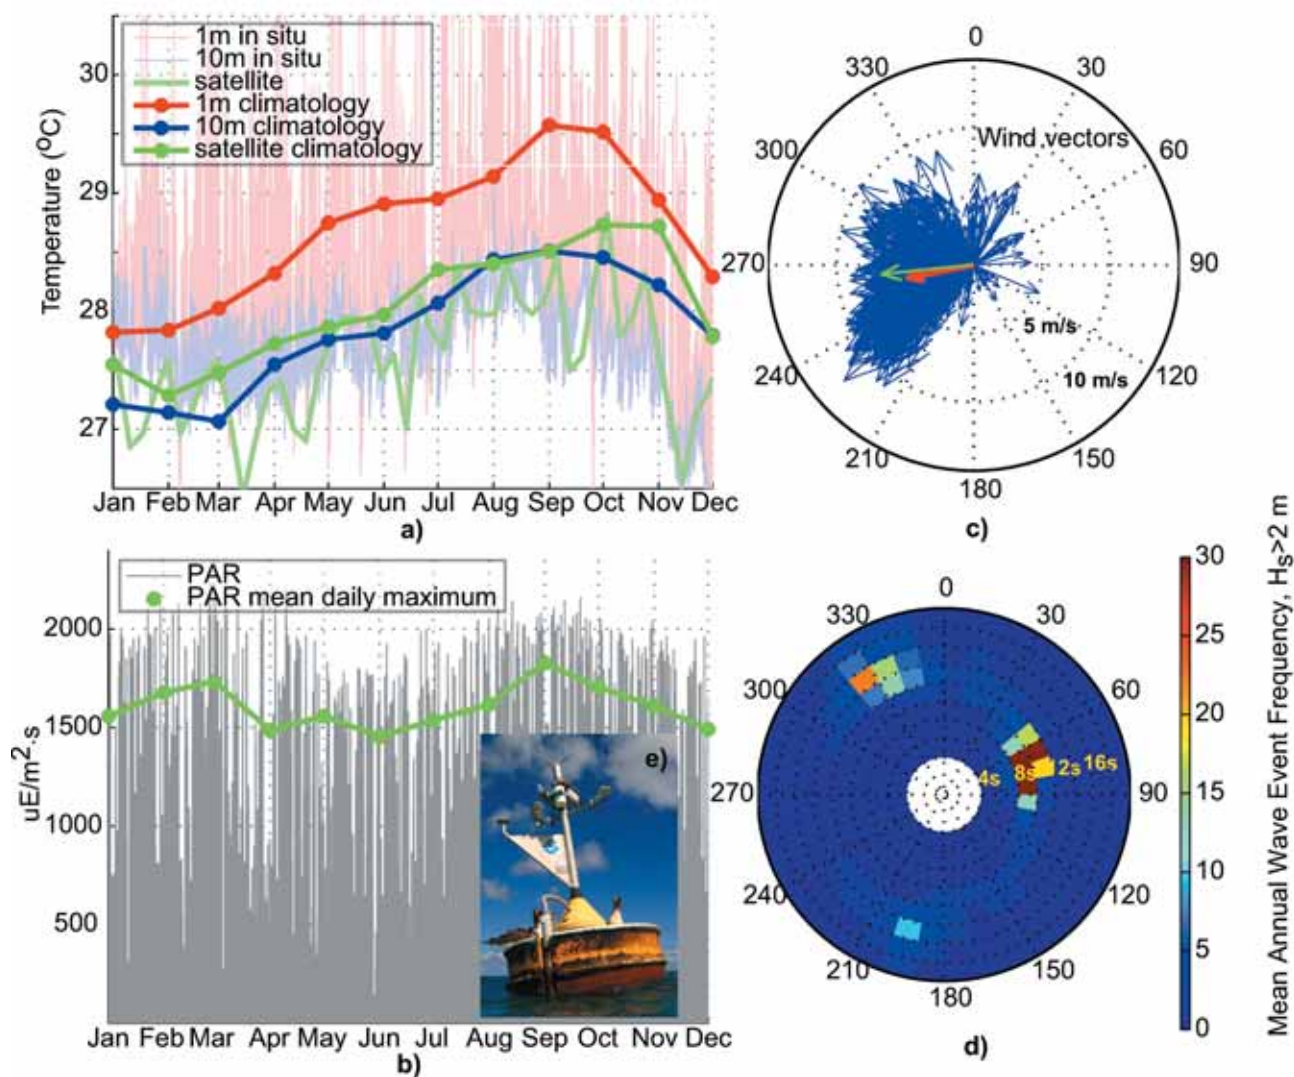 1m in situ
10m in situ
satellite
1m climatology
10m climatology
satellite climatology
Temperature (°C)
30
29
28
27
Jan Feb Mar Apr May Jun Jul Aug Sep Oct Nov Dec
a)
0
30
60
90
120
150
180
210
240
270
300
330
Wind vectors
5 m/s
10 m/s
c)
PAR
PAR mean daily maximum
uE/m².s
2000
1500
1000
500
e)
Jan Feb Mar Apr May Jun Jul Aug Sep Oct Nov Dec
b)
0
30
60
90
120
150
180
210
240
270
300
330
4s 8s 2s 16s
d)
30
25
20
15
10
5
0
Mean Annual Wave Event Frequency, Hs>2 m